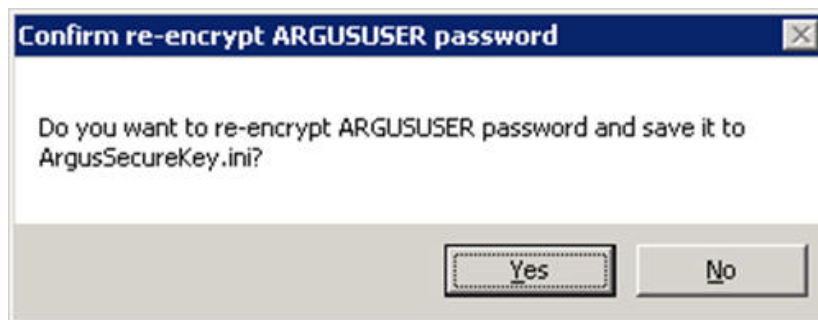 Confirm re-encrypt ARGUSUSER password
Do you want to re-encrypt ARGUSUSER password and save it to
ArgusSecureKey.ini?
Yes
No